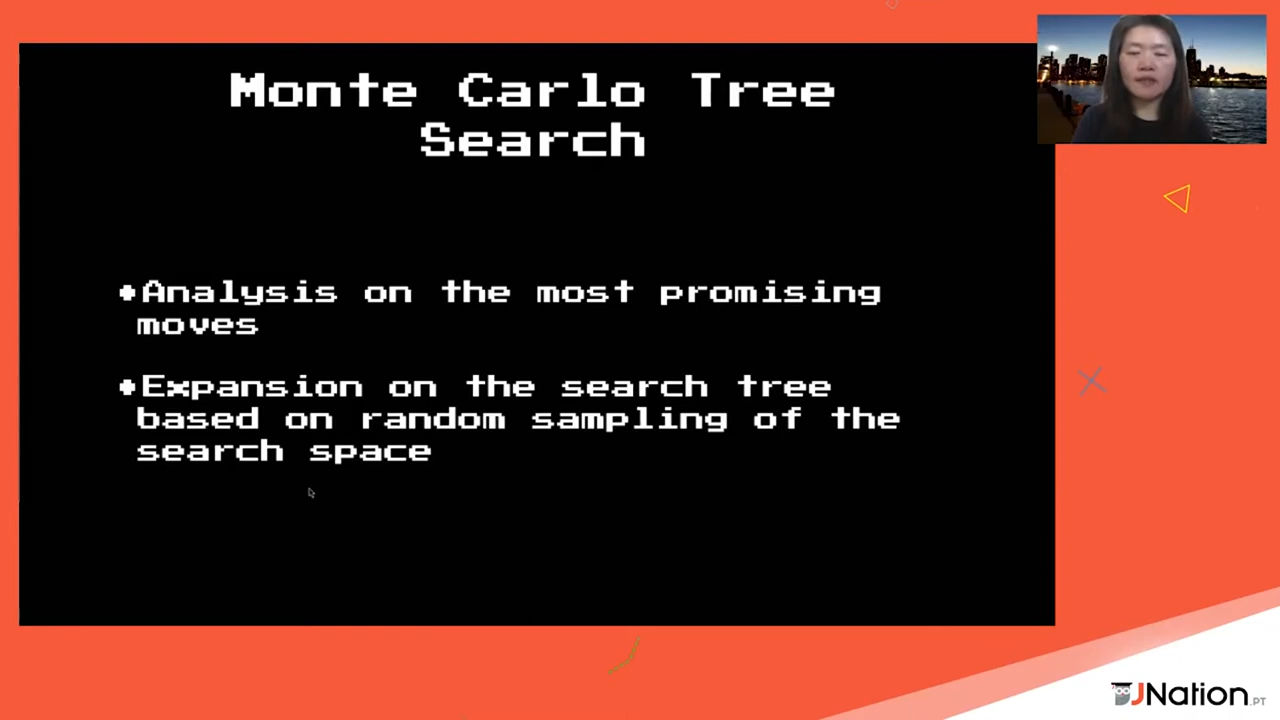 Monte Carlo Tree
Search
•Analysis on the most promising
moves
•Expansion on the search tree
based on random sampling of the
search space
JNation.PT